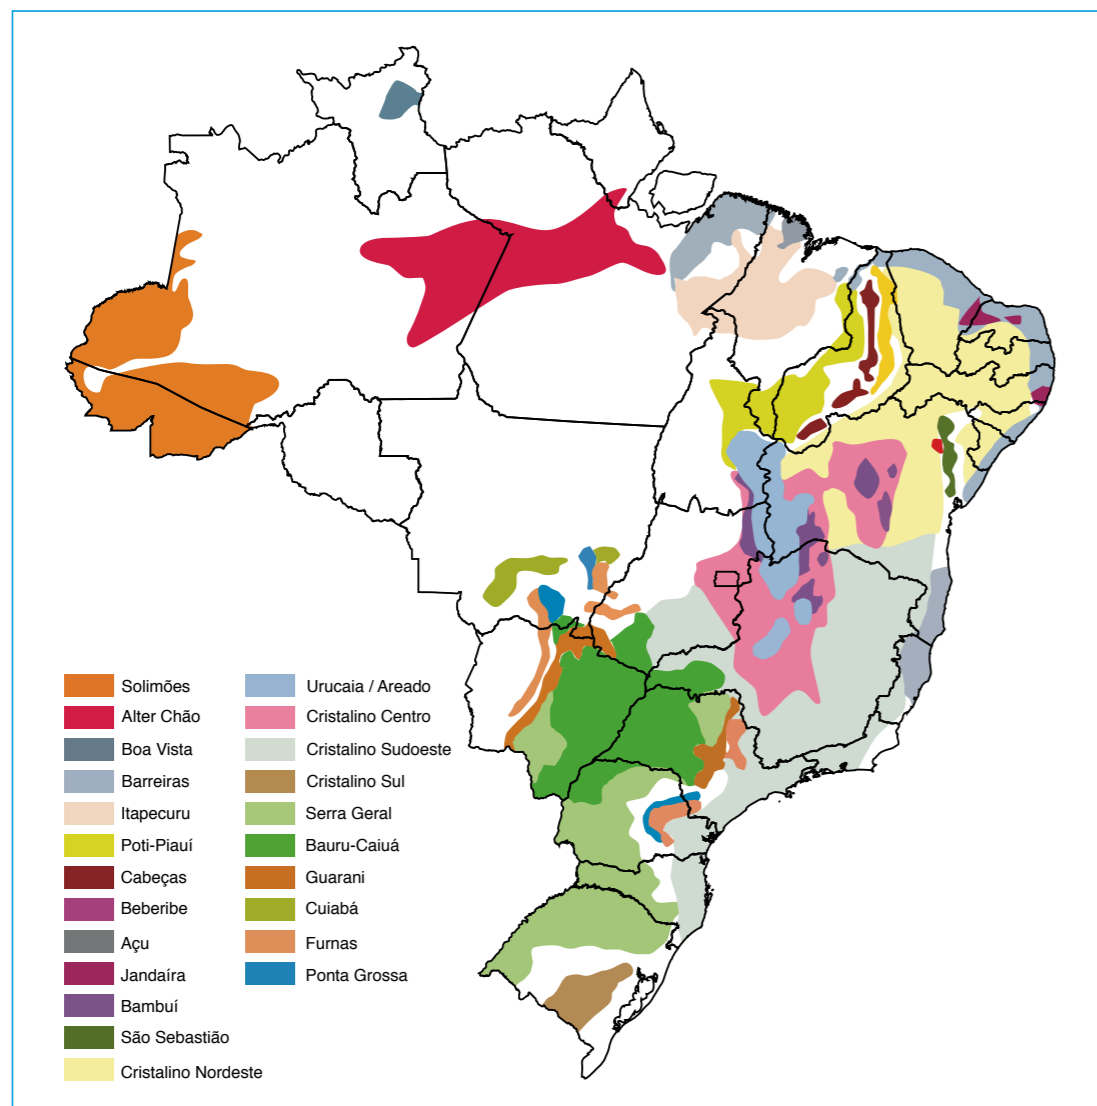 Solimões
Alter Chão
Boa Vista
Barreiras
Itapecuru
Poti-Piauí
Cabeças
Beberibe
Açu
Jandaíra
Bambuí
São Sebastião
Cristalino Nordeste
Urucaia / Areado
Cristalino Centro
Cristalino Sudoeste
Cristalino Sul
Serra Geral
Bauru-Caiuá
Guarani
Cuiabá
Furnas
Ponta Grossa